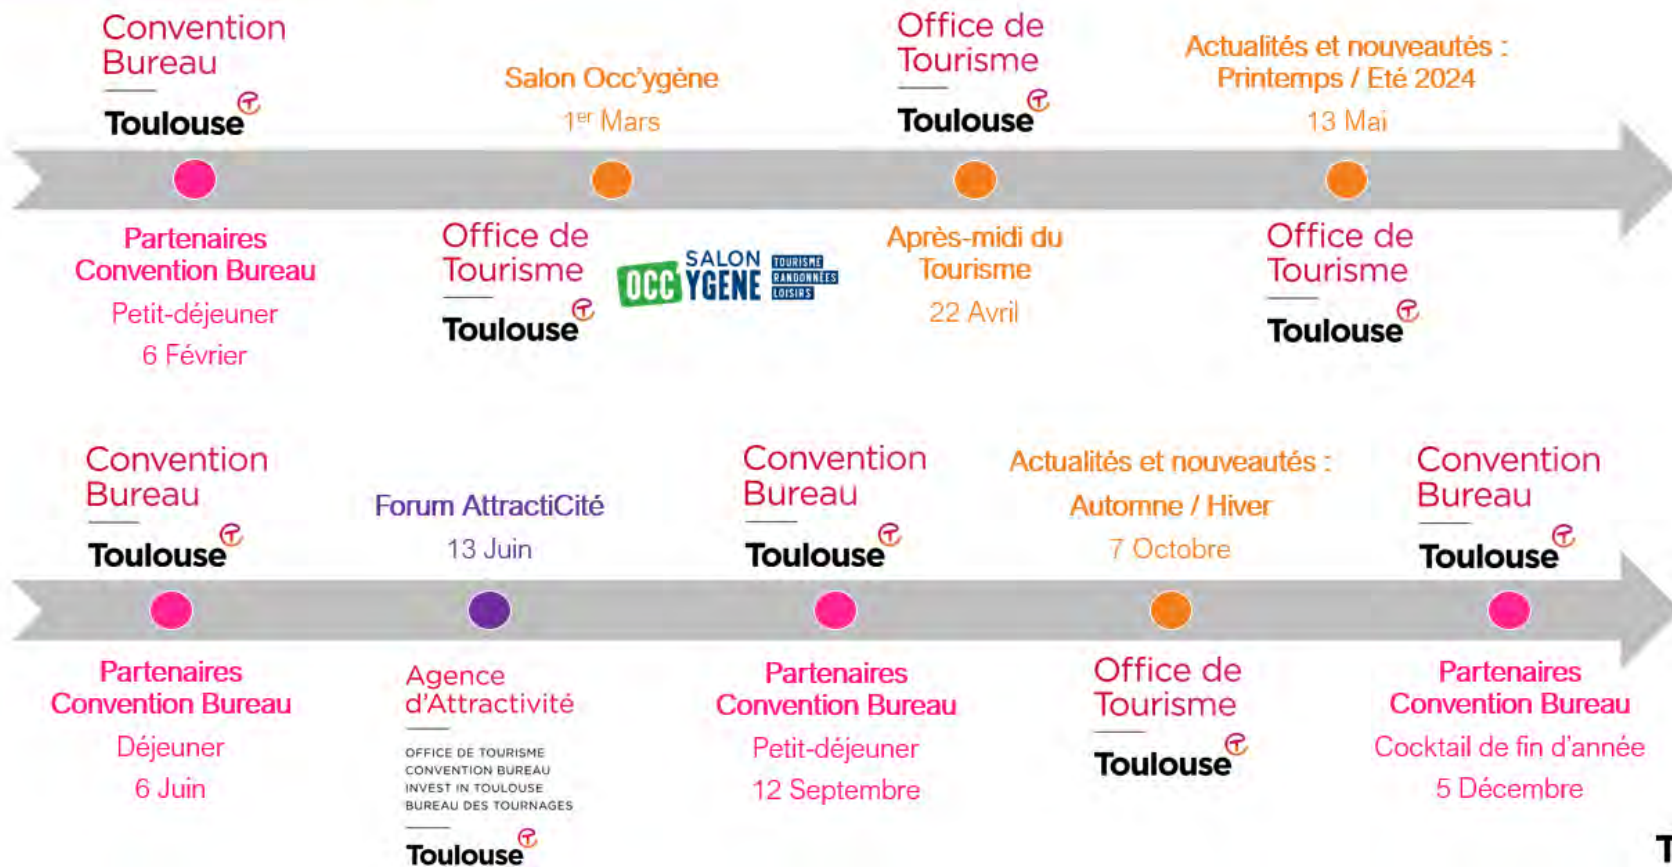 Convention
Bureau
Toulouse
Partenaires
Convention Bureau
Petit-déjeuner
6 Février
Salon Occ'ygène
1er Mars
Office de
Tourisme
Toulouse
OCC'
SALON
YGENE
TOURISME
RANDONNÉES
LOISIRS
Office de
Tourisme
Toulouse
Après-midi du
Tourisme
22 Avril
Actualités et nouveautés :
Printemps / Eté 2024
13 Mai
Office de
Tourisme
Toulouse
Convention
Bureau
Toulouse
Partenaires
Convention Bureau
Déjeuner
6 Juin
Forum AttractiCité
13 Juin
Agence
d'Attractivité
OFFICE DE TOURISME
CONVENTION BUREAU
INVEST IN TOULOUSE
BUREAU DES TOURNAGES
Toulouse
Convention
Bureau
Toulouse
Partenaires
Convention Bureau
Petit-déjeuner
12 Septembre
Actualités et nouveautés :
Automne / Hiver
7 Octobre
Office de
Tourisme
Toulouse
Convention
Bureau
Toulouse
Partenaires
Convention Bureau
Cocktail de fin d'année
5 Décembre